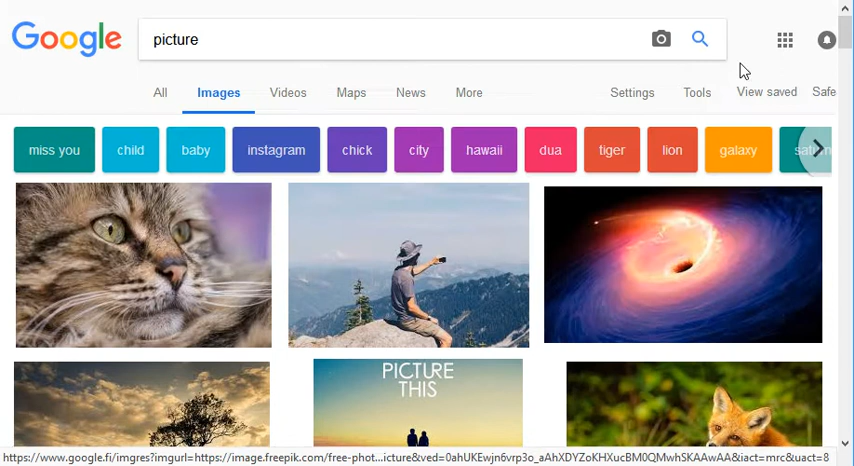 Google
picture
All Images Videos Maps News More Settings Tools View saved Safe
miss you child baby instagram chick city hawaii dua tiger lion galaxy
PICTURE
THIS
https://www.google.fi/imgres?imgurl=https://image.freepik.com/free-phot...icture&ved=0ahUKEwjn6vrp3o_aAhXDYZoKHXucBM0QMwhSKAAwAA&iact=mrc&uact=8